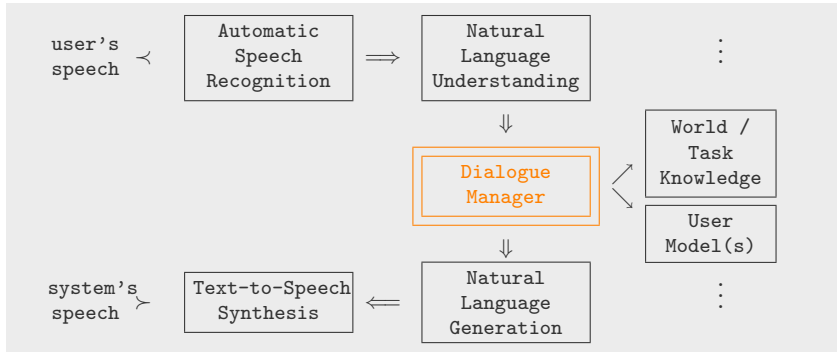 user's
speech
Automatic
Speech
Recognition
Natural
Language
Understanding
Dialogue
Manager
World /
Task
Knowledge
User
Model(s)
system's
speech
Text-to-Speech
Synthesis
Natural
Language
Generation